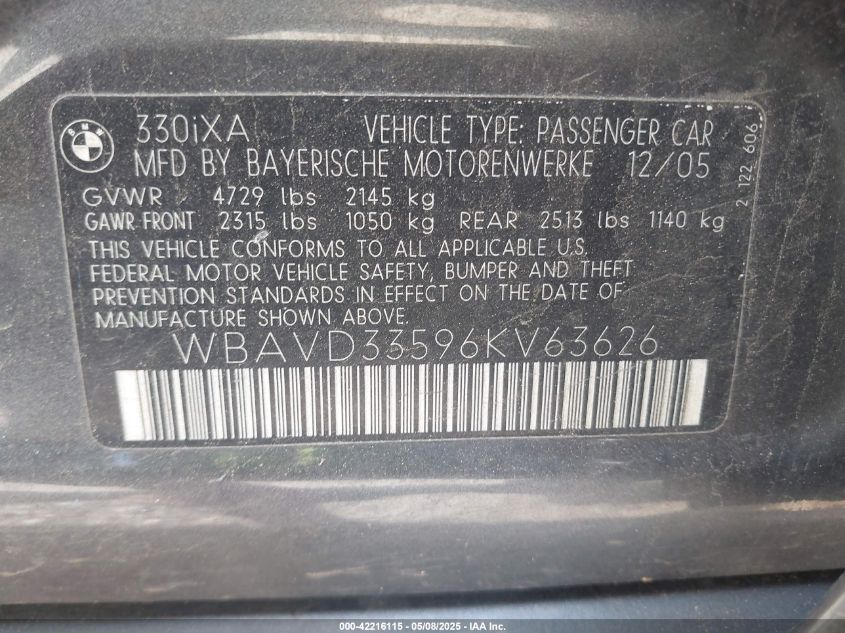 BMW
330iXA VEHICLE TYPE: PASSENGER CAR
MFD BY BAYERISCHE MOTORENWERKE 12/05
GVWR 4729 lbs 2145 kg
GAWR FRONT 2315 lbs 1050 kg REAR 2513 lbs 1140 kg
THIS VEHICLE CONFORMS TO ALL APPLICABLE U.S.
FEDERAL MOTOR VEHICLE SAFETY, BUMPER AND THEFT
PREVENTION STANDARDS IN EFFECT ON THE DATE OF
MANUFACTURE SHOWN ABOVE.
WBAVD33596KV63626
2 122 606
000-42216115 - 05/08/2025 - IAA Inc.